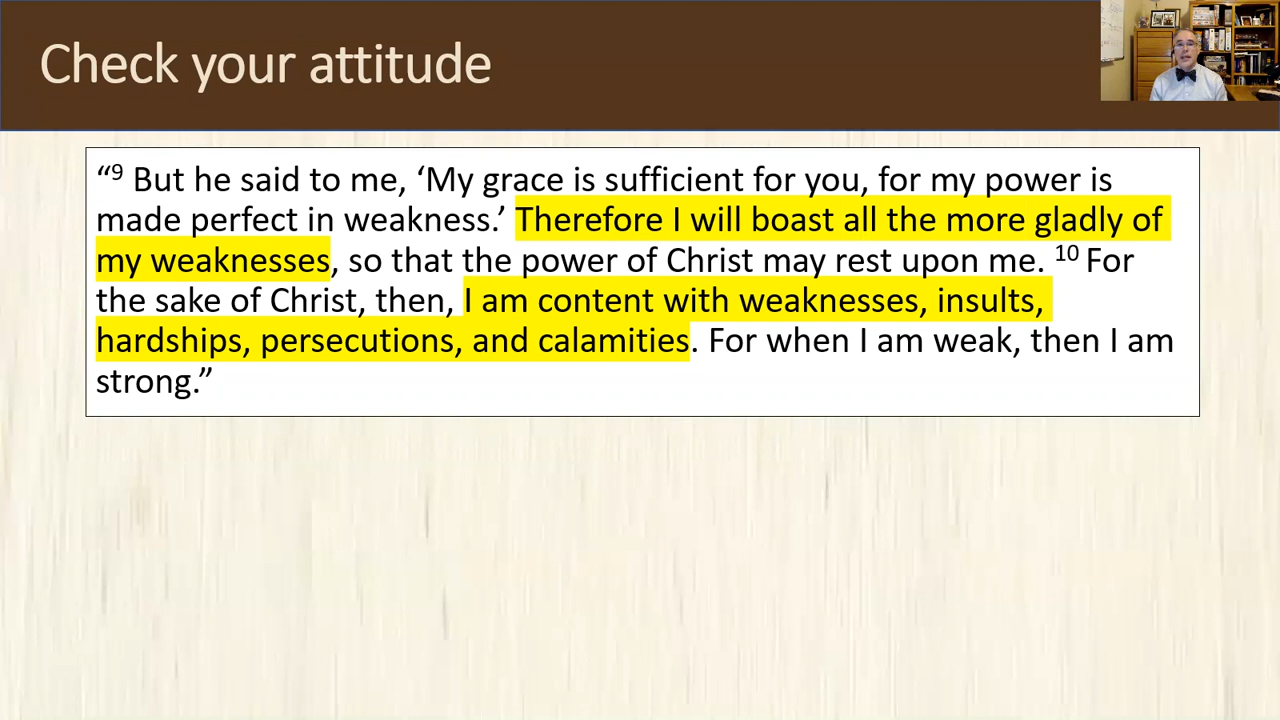 Check your attitude
“⁹ But he said to me, ‘My grace is sufficient for you, for my power is
made perfect in weakness.’ Therefore I will boast all the more gladly of
my weaknesses, so that the power of Christ may rest upon me. ¹⁰ For
the sake of Christ, then, I am content with weaknesses, insults,
hardships, persecutions, and calamities. For when I am weak, then I am
strong.”